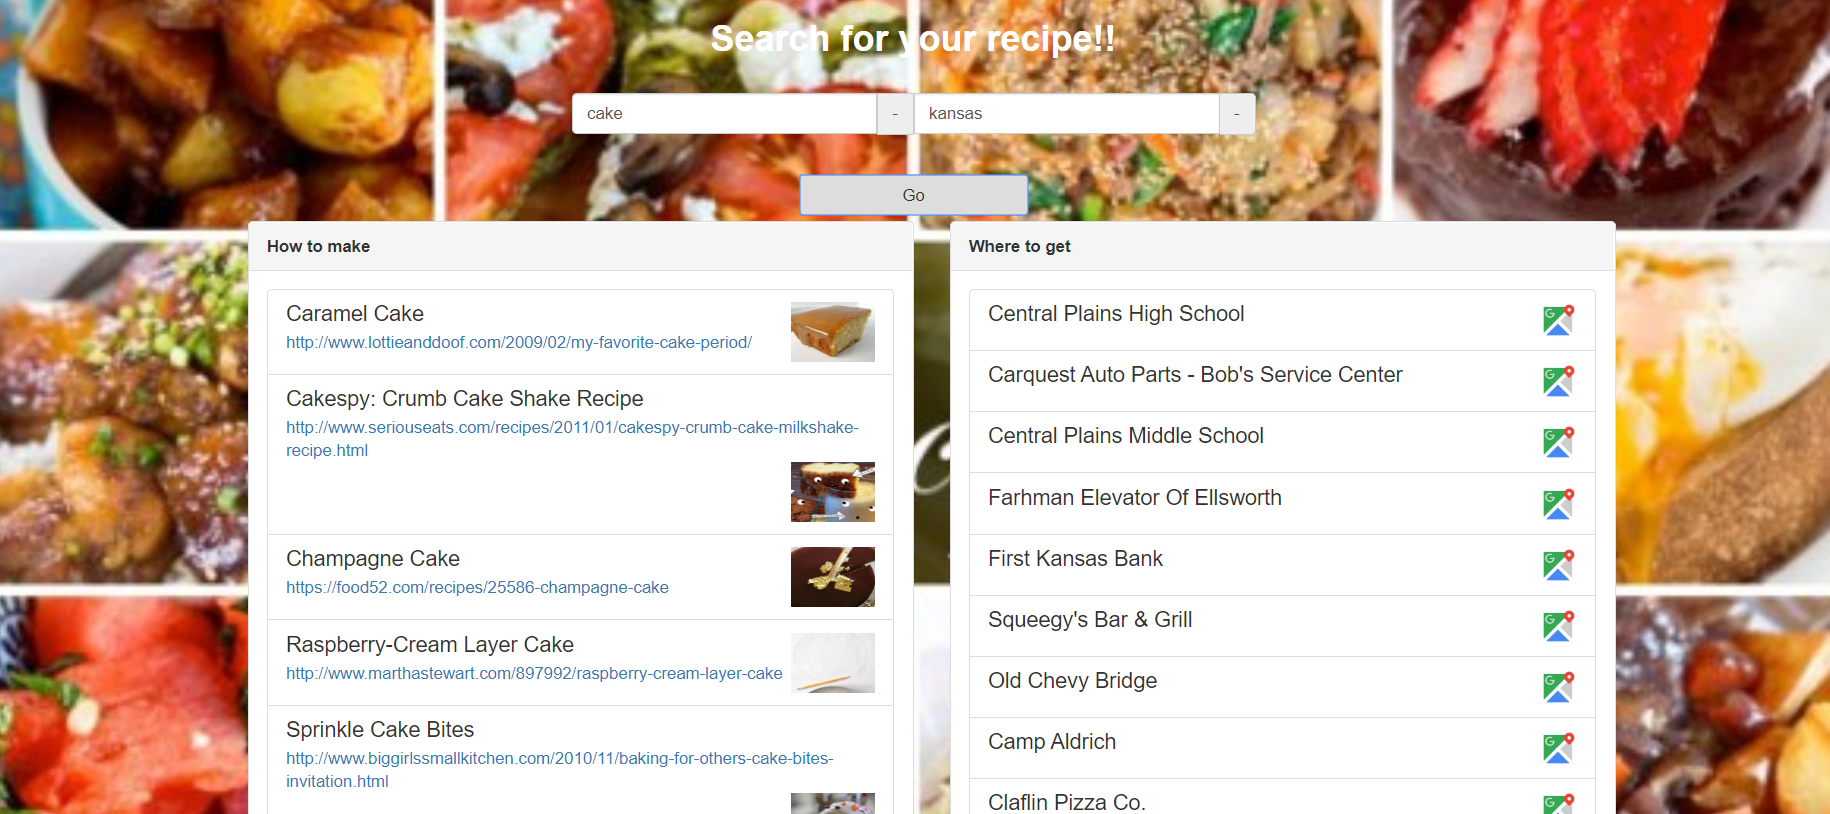 Search for your recipe!!
cake - kansas -
Go
How to make
Caramel Cake
http://www.lottieanddoof.com/2009/02/my-favorite-cake-period/
Cakespy: Crumb Cake Shake Recipe
http://www.seriouseats.com/recipes/2011/01/cakespy-crumb-cake-milkshake-
recipe.html
Champagne Cake
https://food52.com/recipes/25586-champagne-cake
Raspberry-Cream Layer Cake
http://www.marthastewart.com/897992/raspberry-cream-layer-cake
Sprinkle Cake Bites
http://www.biggirlssmallkitchen.com/2010/11/baking-for-others-cake-bites-
invitation.html
Where to get
Central Plains High School
Carquest Auto Parts - Bob's Service Center
Central Plains Middle School
Farhman Elevator Of Ellsworth
First Kansas Bank
Squeegy's Bar & Grill
Old Chevy Bridge
Camp Aldrich
Claflin Pizza Co.